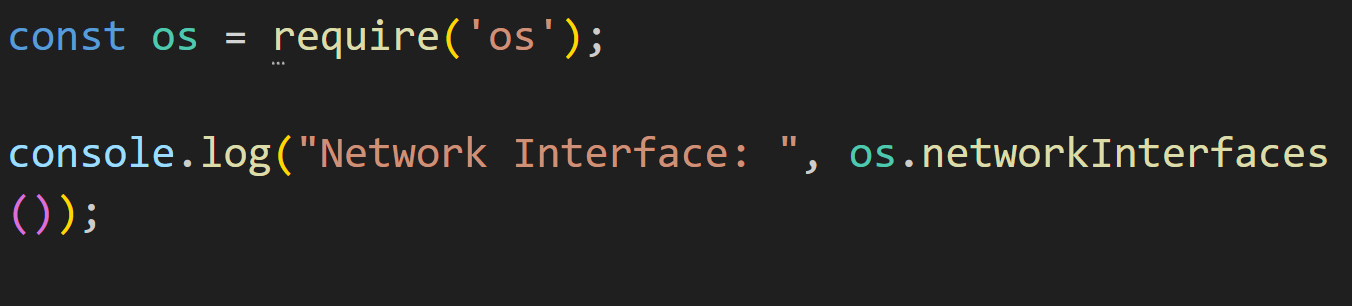 const os = require('os');
console.log("Network Interface: ", os.networkInterfaces
());